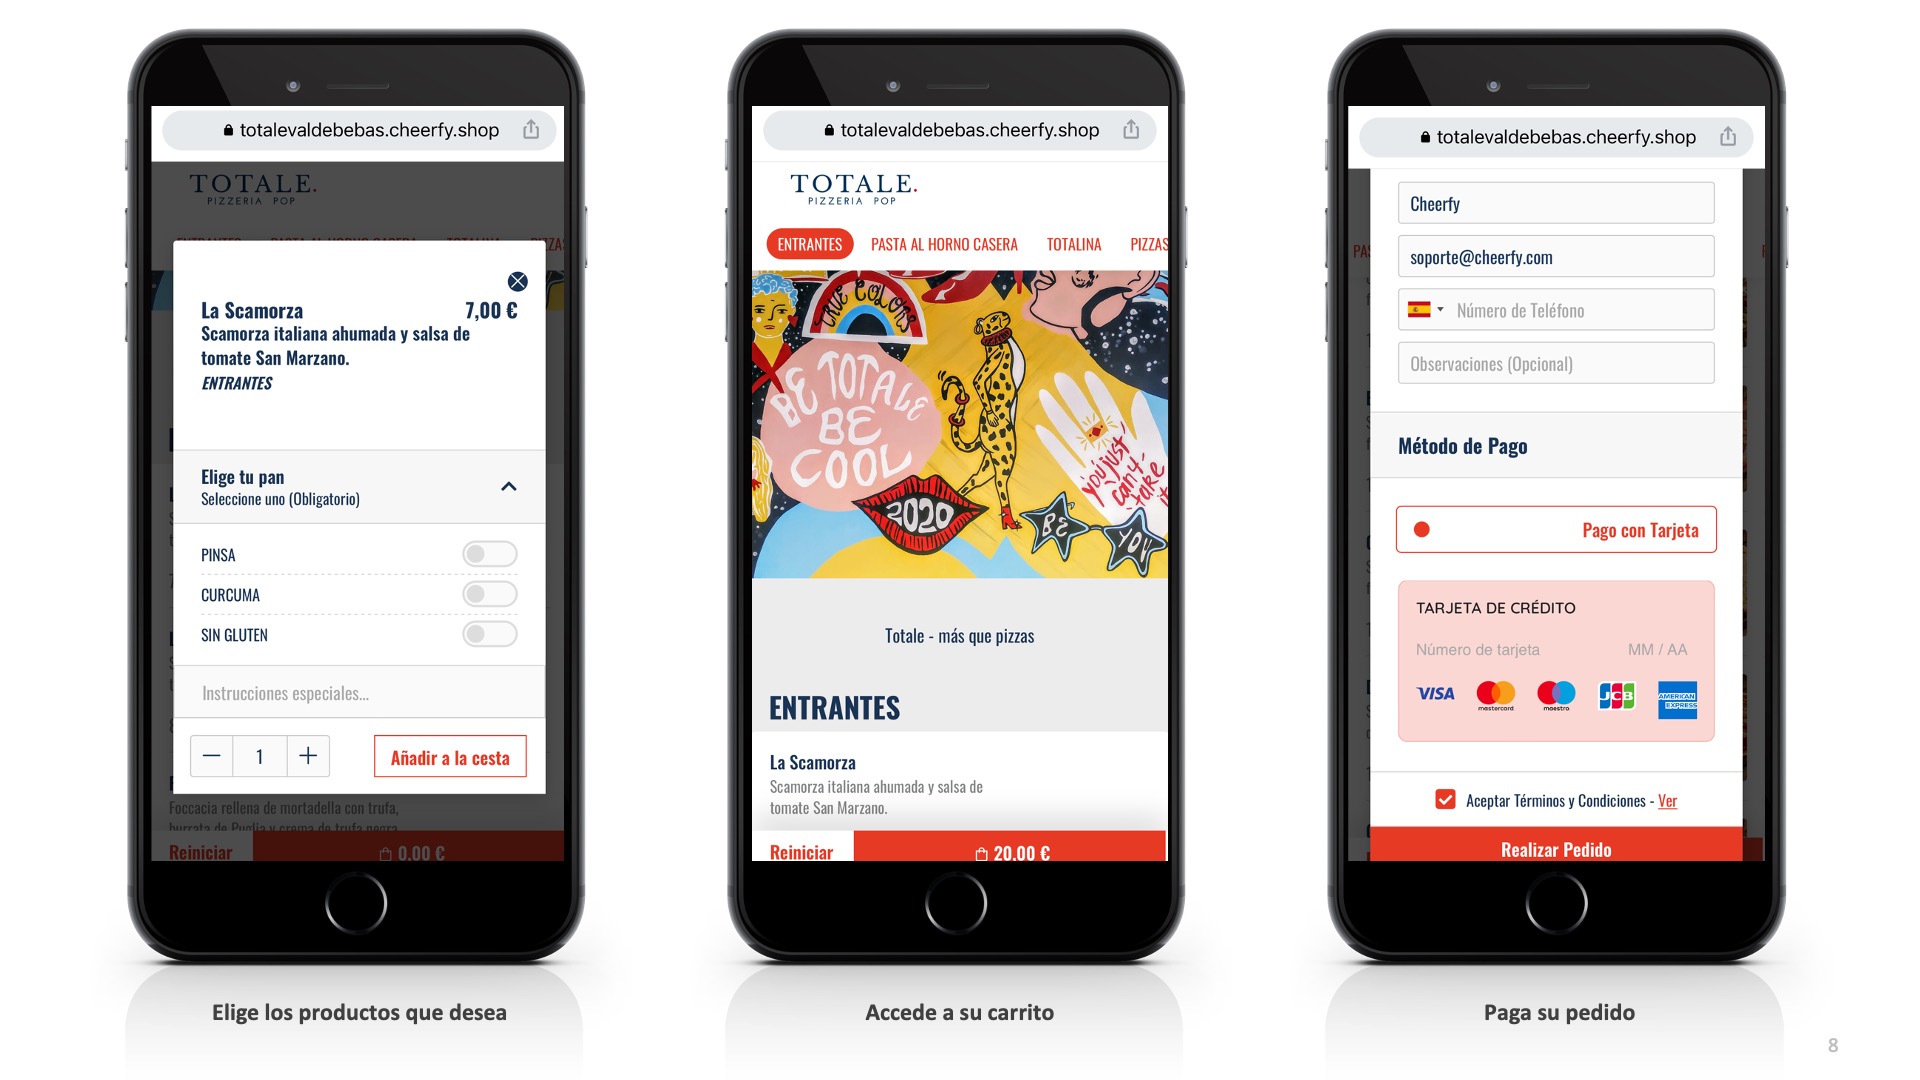 totalevaldebebas.cheerfy.shop
TOTALE.
PIZZERIA POP
La Scamorza 7,00 €
Scamorza italiana ahumada y salsa de
tomate San Marzano.
ENTRANTES
Elige tu pan
Seleccione uno (Obligatorio)
PINSA
CURCUMA
SIN GLUTEN
Instrucciones especiales...
1
Añadir a la cesta
Foccacia rellena de mortadella con trufa,
burrata de Puglia y crema de trufa negra
Reiniciar 0.00 €
Elige los productos que desea
totalevaldebebas.cheerfy.shop
TOTALE.
PIZZERIA POP
ENTRANTES PASTA AL HORNO CASERA TOTALINA PIZZAS
TRUE COLORS
BE TOTALE
BE
COOL
2020
you just
can't
take
it
BE
YOU
Totale - más que pizzas
ENTRANTES
La Scamorza
Scamorza italiana ahumada y salsa de
tomate San Marzano.
Reiniciar 20.00 €
Accede a su carrito
totalevaldebebas.cheerfy.shop
Cheerfy
soporte@cheerfy.com
Número de Teléfono
Observaciones (Opcional)
Método de Pago
Pago con Tarjeta
TARJETA DE CRÉDITO
Número de tarjeta MM / AA
VISA mastercard maestro JCB AMERICAN EXPRESS
Aceptar Términos y Condiciones - Ver
Realizar Pedido
Paga su pedido
8